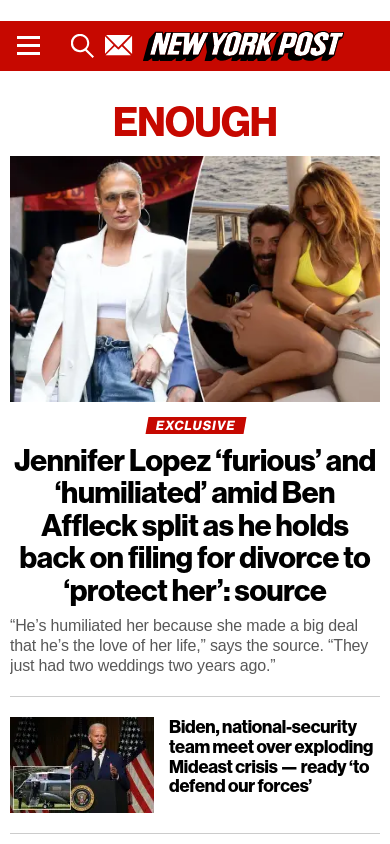 NEW YORK POST
ENOUGH
EXCLUSIVE
Jennifer Lopez ‘furious’ and
‘humiliated’ amid Ben
Affleck split as he holds
back on filing for divorce to
‘protect her’: source
“He’s humiliated her because she made a big deal
that he’s the love of her life,” says the source. “They
just had two weddings two years ago.”
Biden, national-security
team meet over exploding
Mideast crisis — ready ‘to
defend our forces’